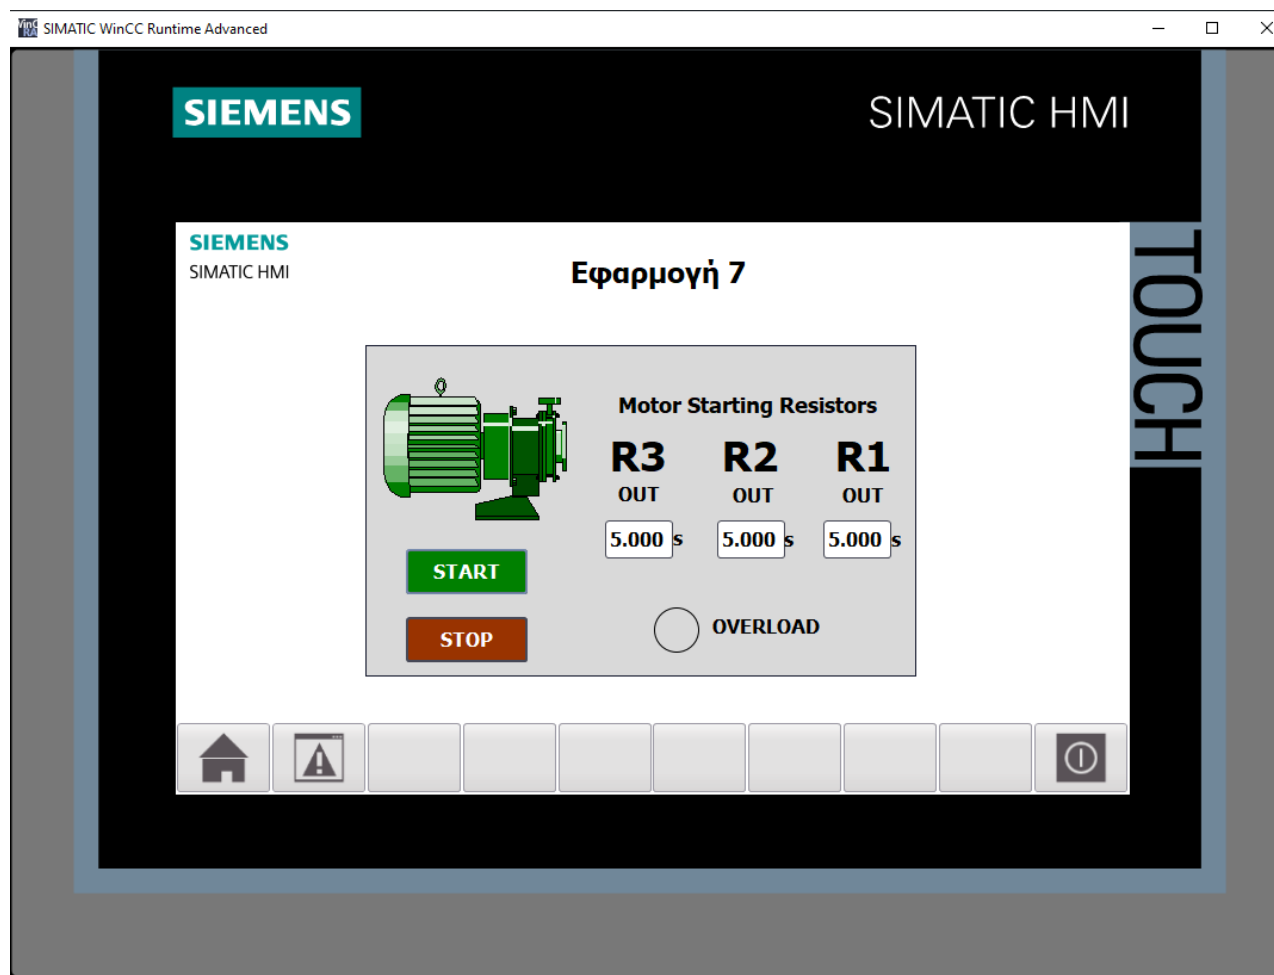 SIMATIC WinCC Runtime Advanced
SIEMENS
SIMATIC HMI
TOUCH
SIEMENS
SIMATIC HMI
Εφαρμογή 7
Motor Starting Resistors
R3 R2 R1
OUT OUT OUT
5.000 s 5.000 s 5.000 s
START
STOP
OVERLOAD